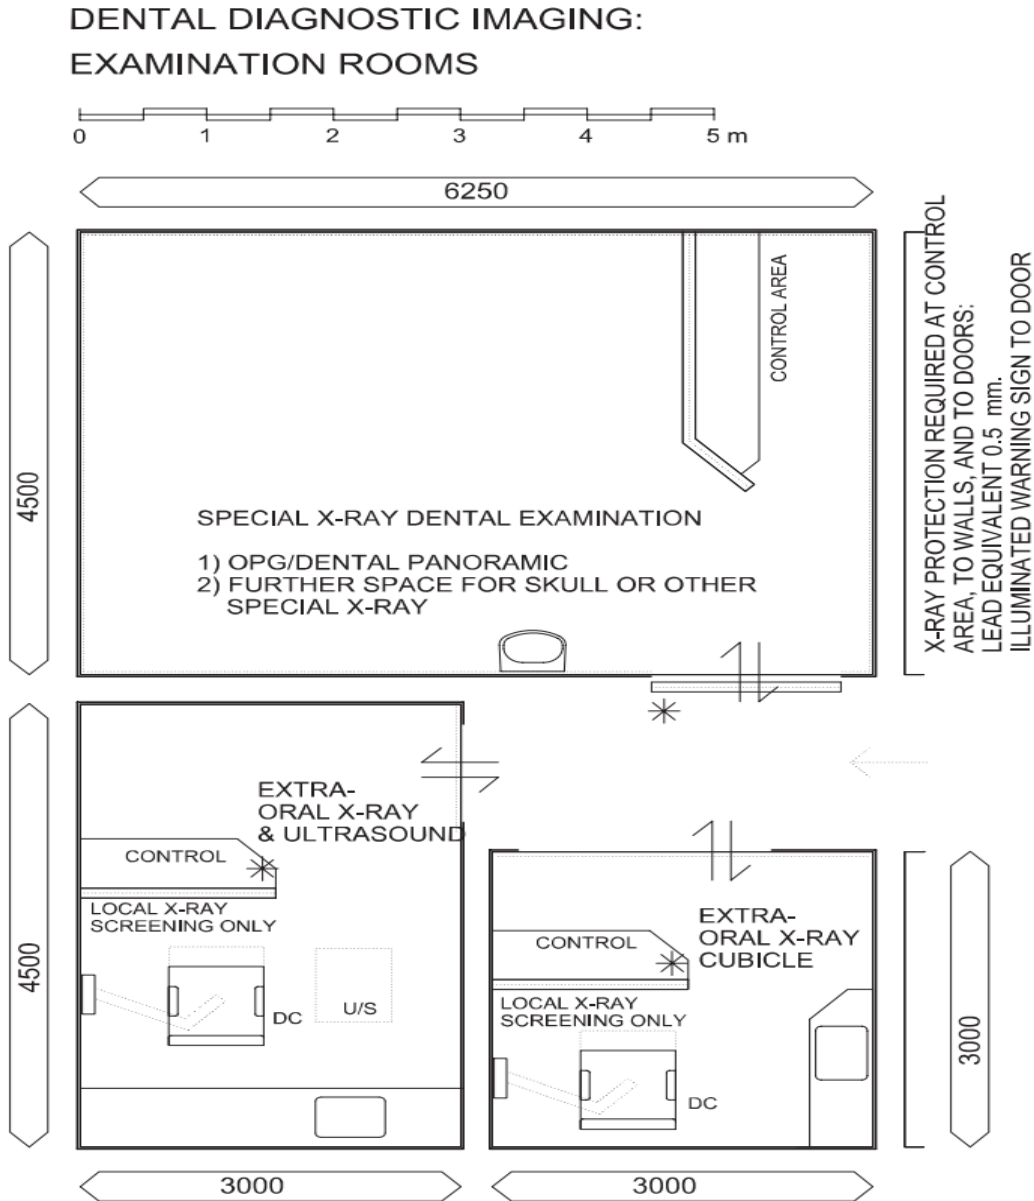 DENTAL DIAGNOSTIC IMAGING:
EXAMINATION ROOMS
0 1 2 3 4 5 m
6250
4500
CONTROL AREA
SPECIAL X-RAY DENTAL EXAMINATION
1) OPG/DENTAL PANORAMIC
2) FURTHER SPACE FOR SKULL OR OTHER
SPECIAL X-RAY
X-RAY PROTECTION REQUIRED AT CONTROL
AREA, TO WALLS, AND TO DOORS:
LEAD EQUIVALENT 0.5 mm.
ILLUMINATED WARNING SIGN TO DOOR
4500
EXTRA-
ORAL X-RAY
& ULTRASOUND
CONTROL
LOCAL X-RAY
SCREENING ONLY
DC
U/S
3000
EXTRA-
ORAL X-RAY
CUBICLE
CONTROL
LOCAL X-RAY
SCREENING ONLY
DC
3000
3000